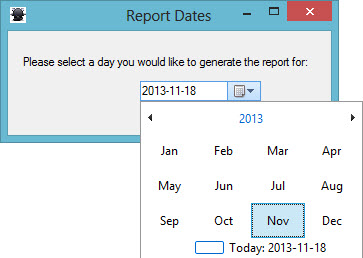 Report Dates
Please select a day you would like to generate the report for:
2013-11-18
2013
Jan Feb Mar Apr
May Jun Jul Aug
Sep Oct Nov Dec
Today: 2013-11-18